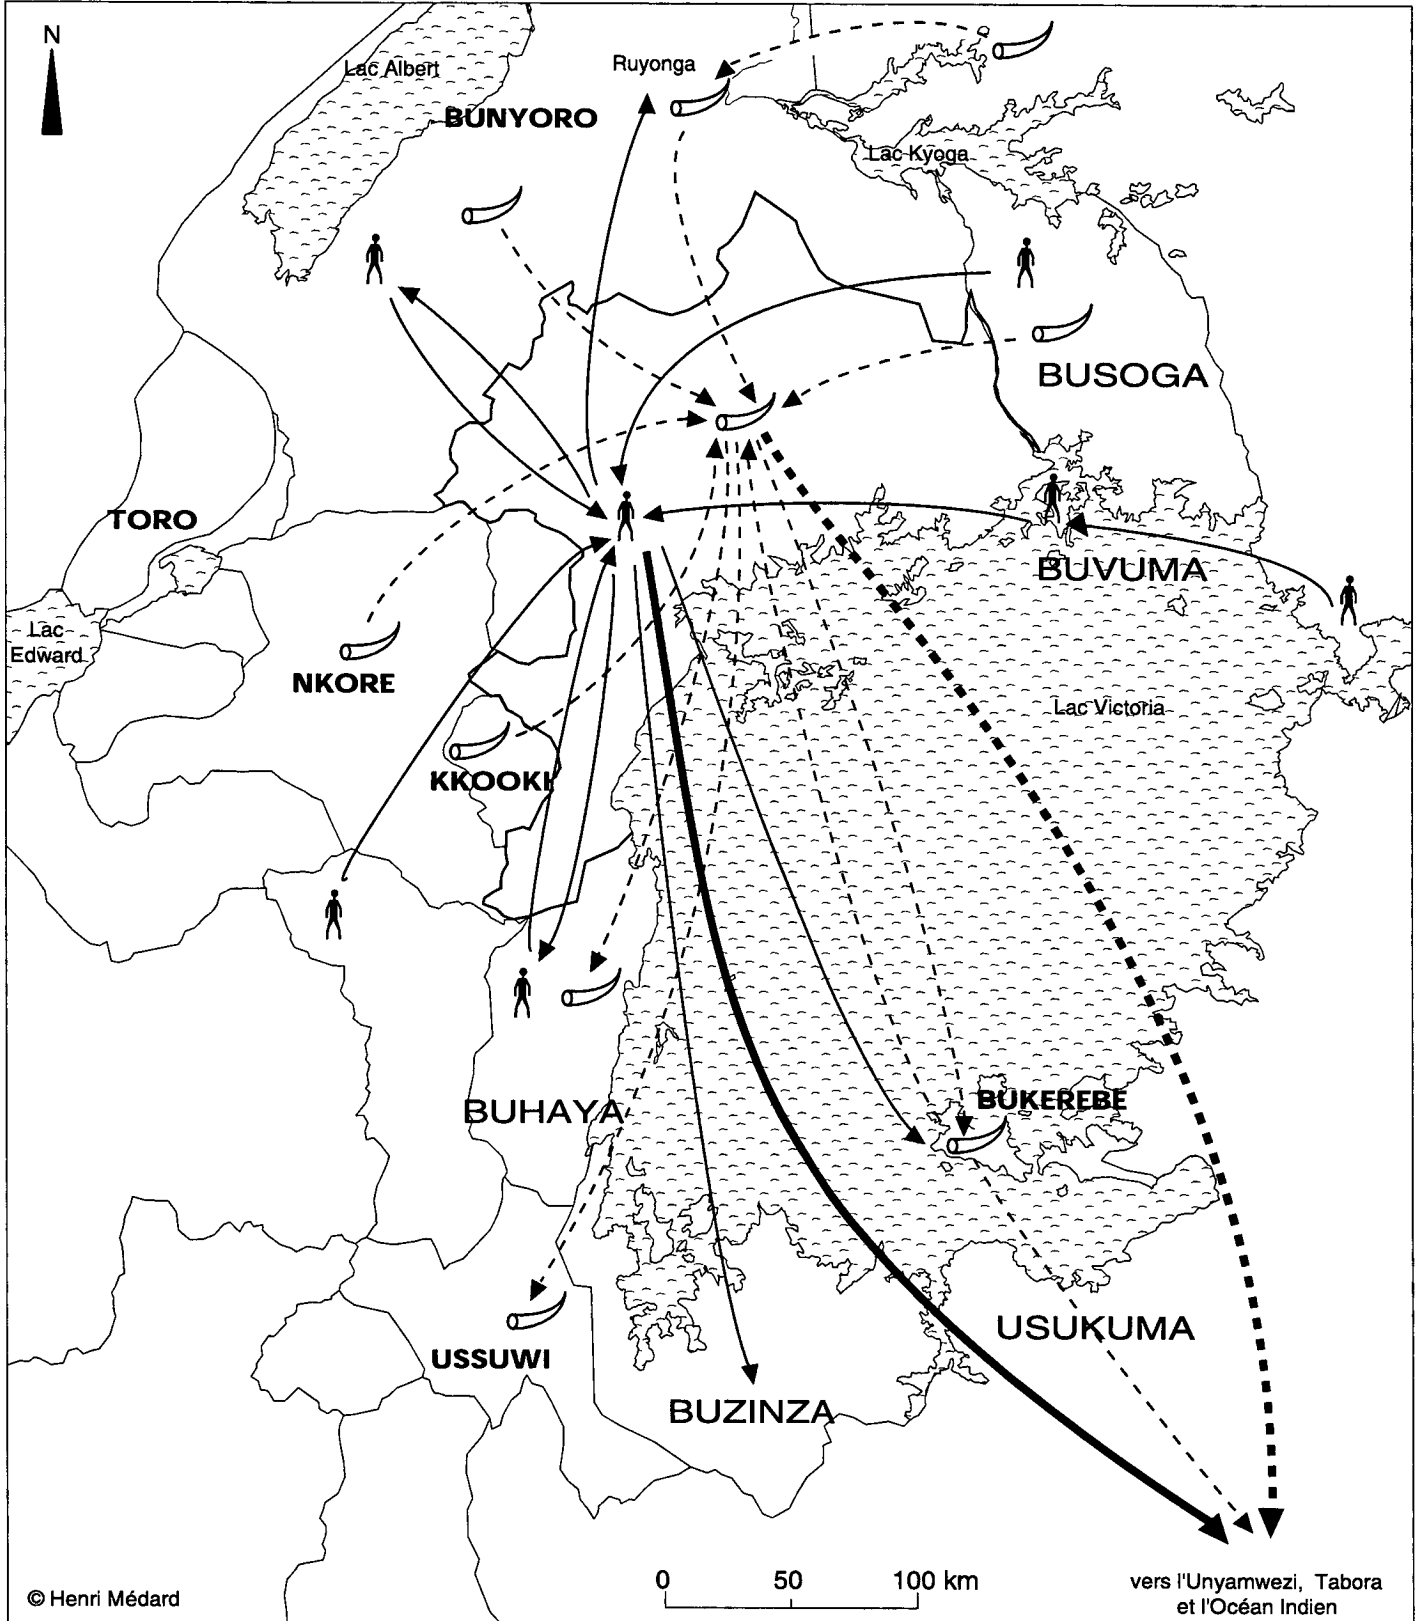 N
Lac Albert
Ruyonga
BUNYORO
Lac Kyoga
BUSOGA
TORO
BUVUMA
Lac
Edward
NKORE
Lac Victoria
KKOOKI
BUKEREBE
BUHAYA
USUKUMA
USSUWI
BUZINZA
0 50 100 km
vers l'Unyamwezi, Tabora
et l'Océan Indien
© Henri Médard